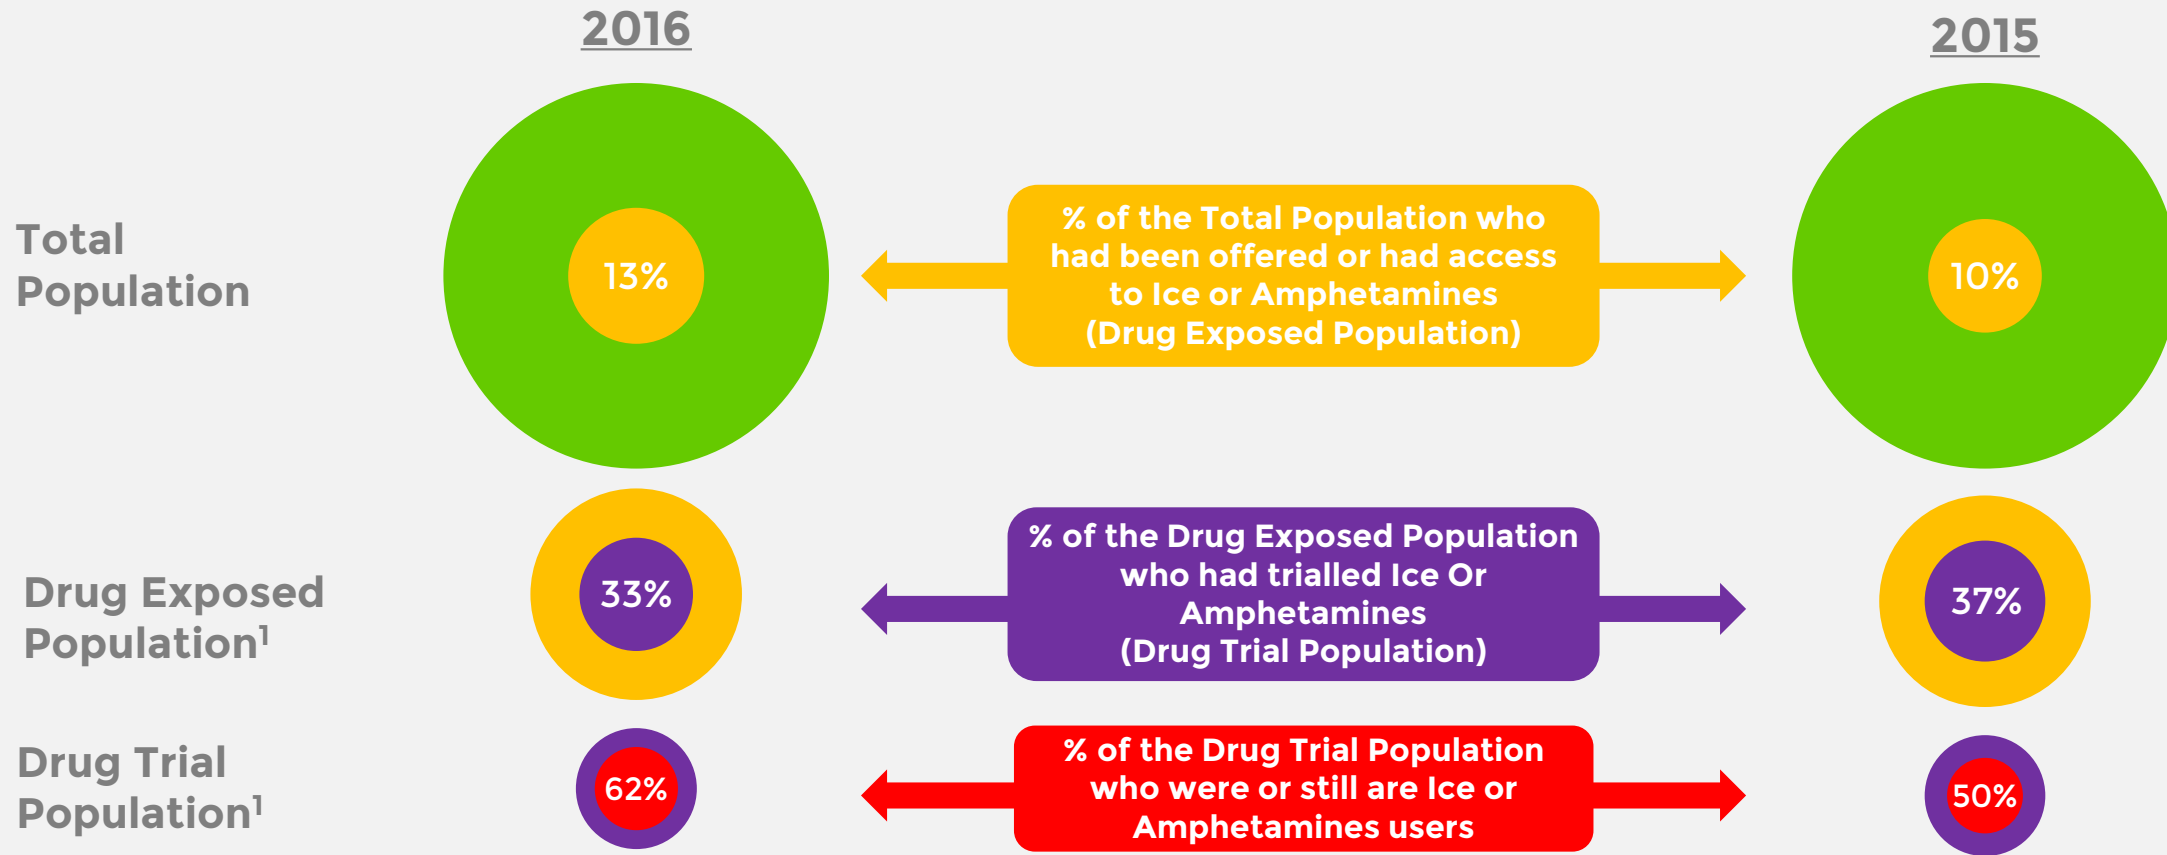 2016
2015
Total
Population
13%
% of the Total Population who
had been offered or had access
to Ice or Amphetamines
(Drug Exposed Population)
10%
Drug Exposed
Population¹
33%
% of the Drug Exposed Population
who had trialled Ice Or
Amphetamines
(Drug Trial Population)
37%
Drug Trial
Population¹
62%
% of the Drug Trial Population
who were or still are Ice or
Amphetamines users
50%